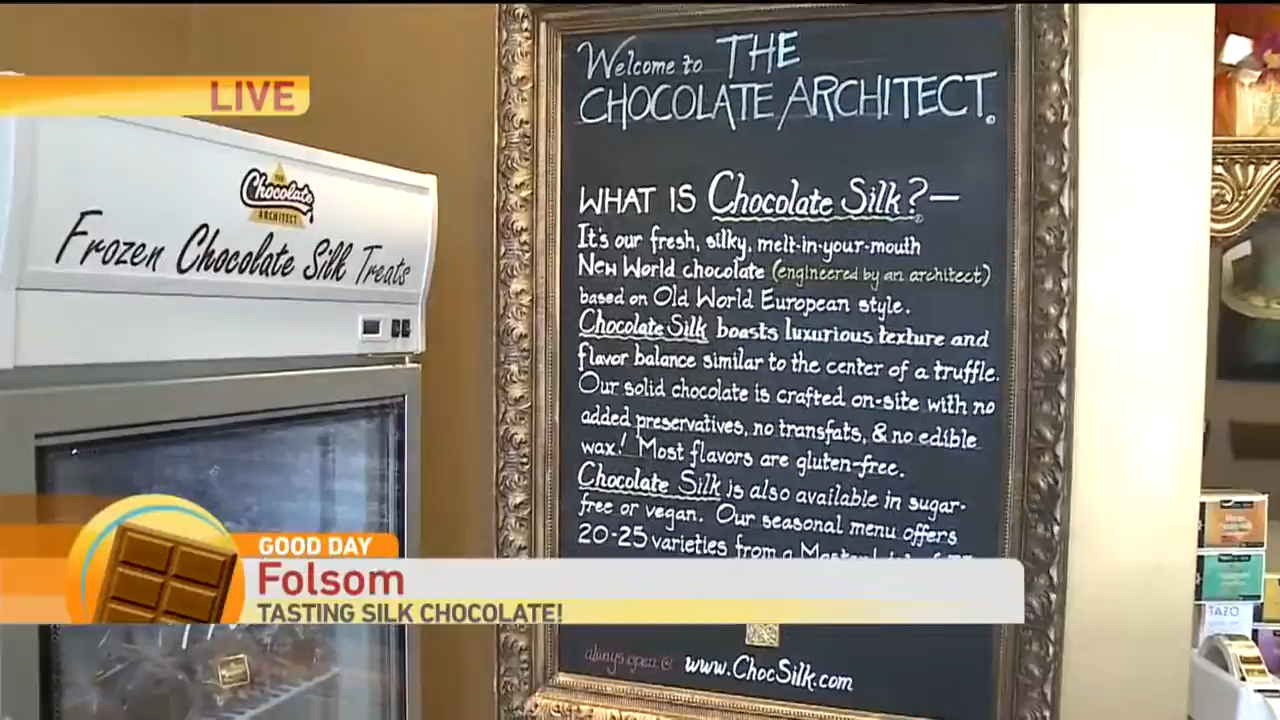 LIVE
THE
Chocolate
ARCHITECT
Frozen Chocolate Silk Treats
Welcome to THE
CHOCOLATE ARCHITECT.
WHAT IS Chocolate Silk?—
It's our fresh, silky, melt-in-your-mouth
New World chocolate (engineered by an architect)
based on Old World European style.
Chocolate Silk boasts luxurious texture and
flavor balance similar to the center of a truffle.
Our solid chocolate is crafted on-site with no
added preservatives, no transfats, & no edible
wax! Most flavors are gluten-free.
Chocolate Silk is also available in sugar-
free or vegan. Our seasonal menu offers
20-25 varieties from a
always open @ www.ChocSilk.com
GOOD DAY
Folsom
TASTING SILK CHOCOLATE!
TAZO